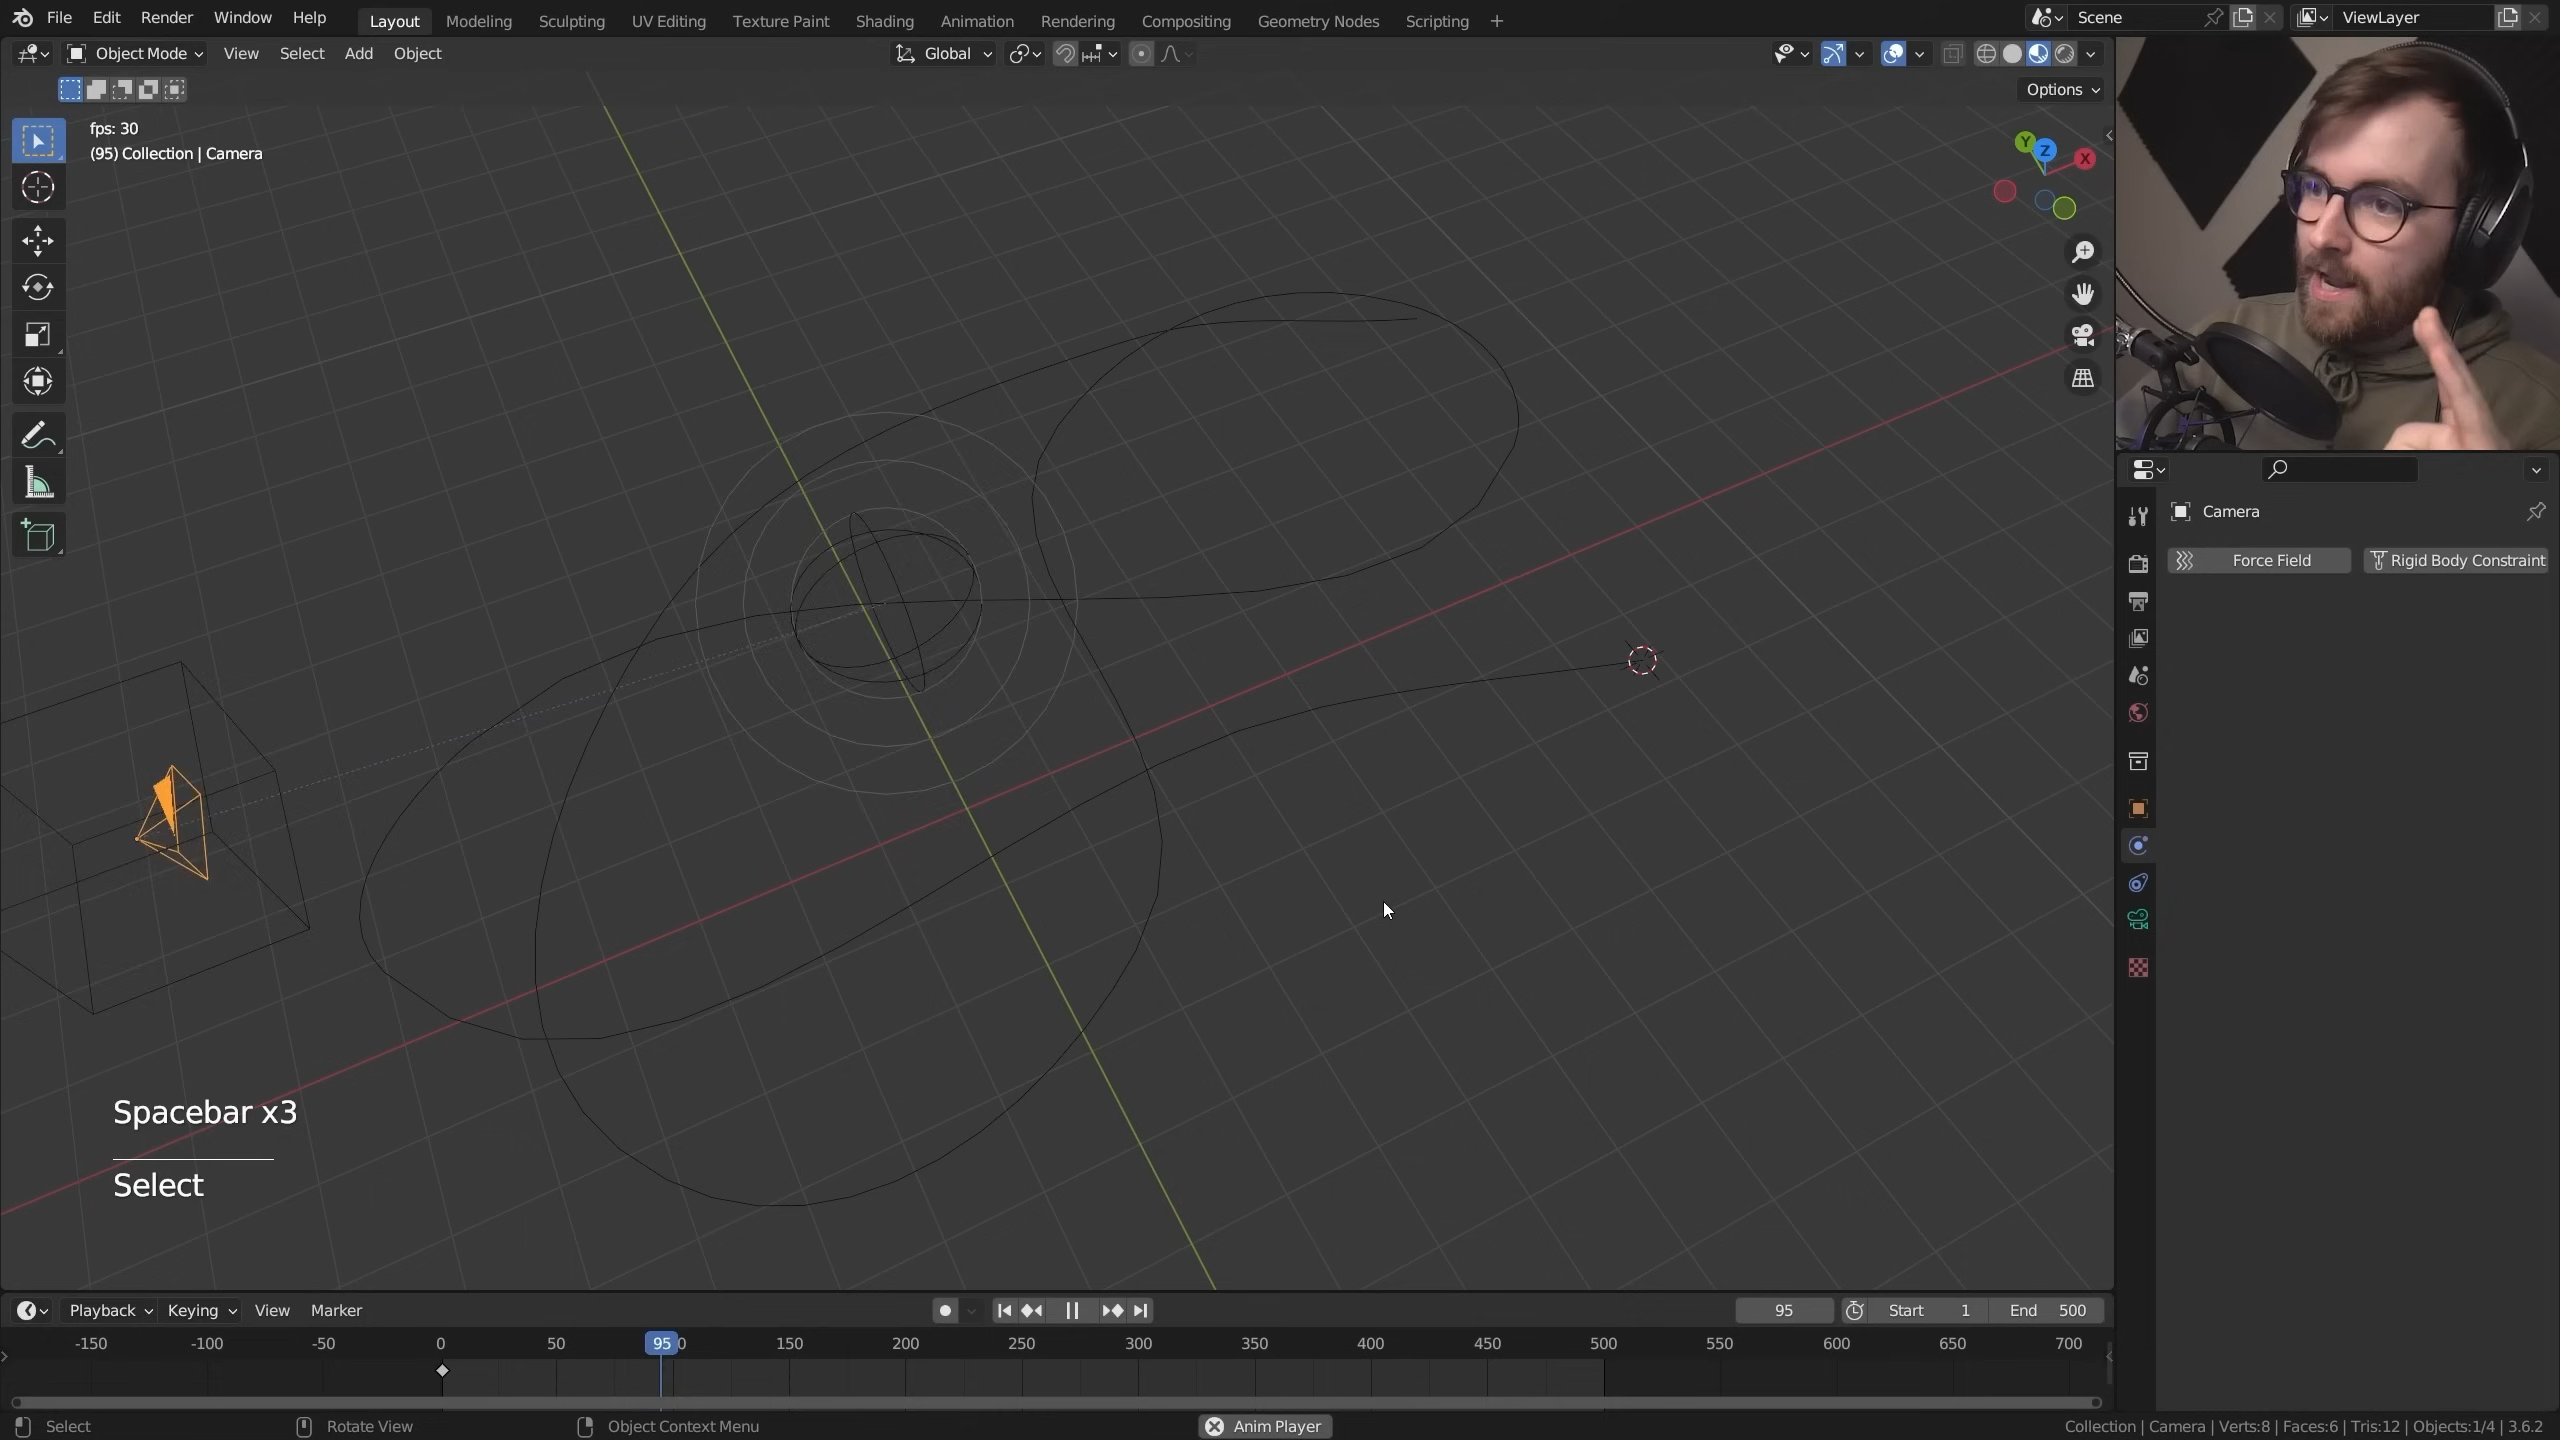 File Edit Render Window Help Layout Modeling Sculpting UV Editing Texture Paint Shading Animation Rendering Compositing Geometry Nodes Scripting + Scene ViewLayer
Object Mode View Select Add Object Global
Options
fps: 30
(95) Collection | Camera
Y
Z
X
Camera
Force Field Rigid Body Constraint
Spacebar x3
Select
Playback Keying View Marker 95 Start 1 End 500
-150 -100 -50 0 50 95 0 150 200 250 300 350 400 450 500 550 600 650 700
Select Rotate View Object Context Menu Anim Player Collection | Camera | Verts:8 | Faces:6 | Tris:12 | Objects:1/4 | 3.6.2